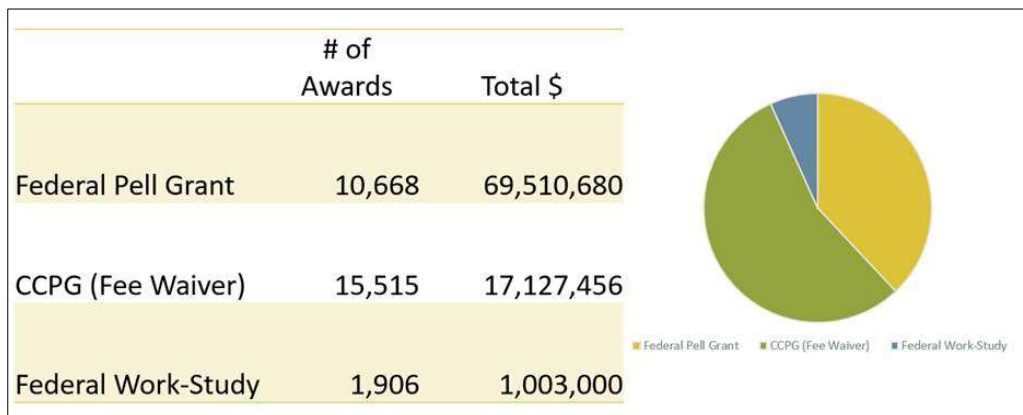 # of
Awards Total $
Federal Pell Grant 10,668 69,510,680
CCPG (Fee Waiver) 15,515 17,127,456
Federal Work-Study 1,906 1,003,000
Federal Pell Grant CCPG (Fee Waiver) Federal Work-Study